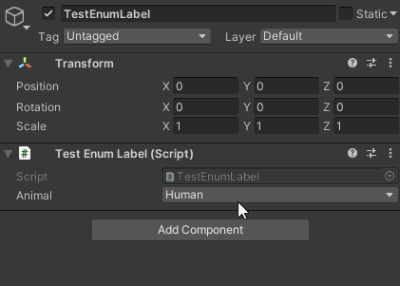 TestEnumLabel Static
Tag Untagged Layer Default
Transform
Position X 0 Y 0 Z 0
Rotation X 0 Y 0 Z 0
Scale X 1 Y 1 Z 1
# Test Enum Label (Script)
Script TestEnumLabel
Animal Human
Add Component